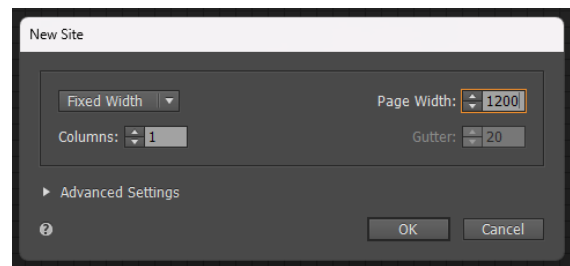 New Site
Fixed Width Page Width: 1200
Columns: 1 Gutter: 20
Advanced Settings
? OK Cancel